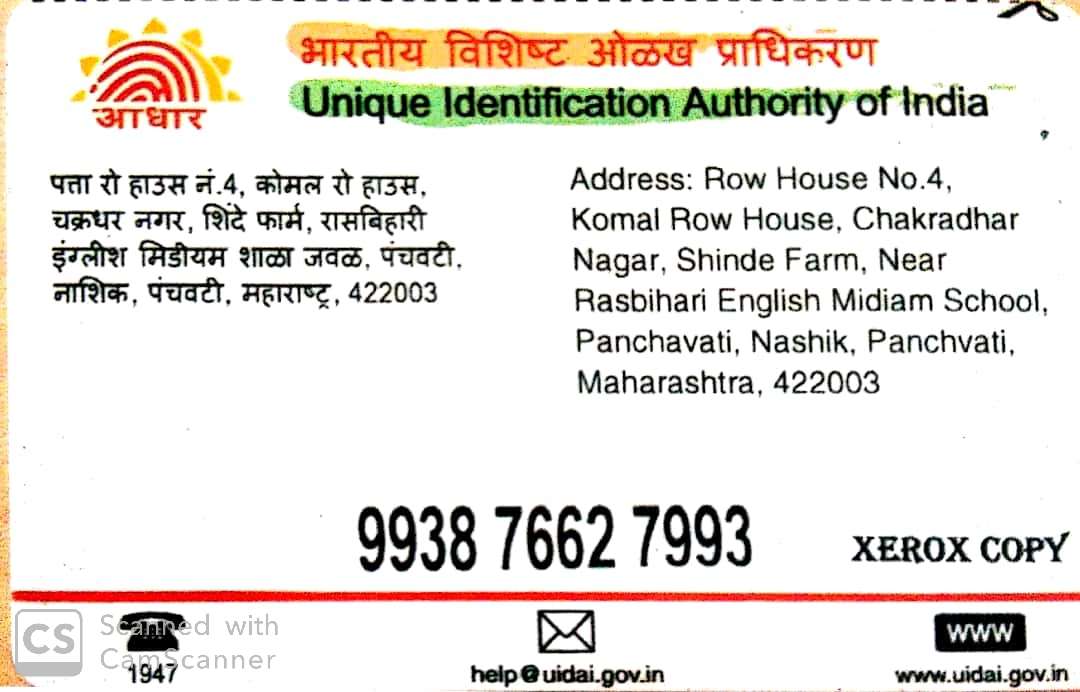 भारतीय विशिष्ट ओळख प्राधिकरण
Unique Identification Authority of India
आधार
पत्ता रो हाउस नं.4, कोमल रो हाउस,
चक्रधर नगर, शिंदे फार्म, रासबिहारी
इंग्लीश मिडीयम शाळा जवळ, पंचवटी,
नाशिक, पंचवटी, महाराष्ट्र, 422003
Address: Row House No.4,
Komal Row House, Chakradhar
Nagar, Shinde Farm, Near
Rasbihari English Midiam School,
Panchavati, Nashik, Panchvati,
Maharashtra, 422003
9938 7662 7993
XEROX COPY
CS Scanned with
CamScanner
1947
help@uidai.gov.in
www
www.uidai.gov.in